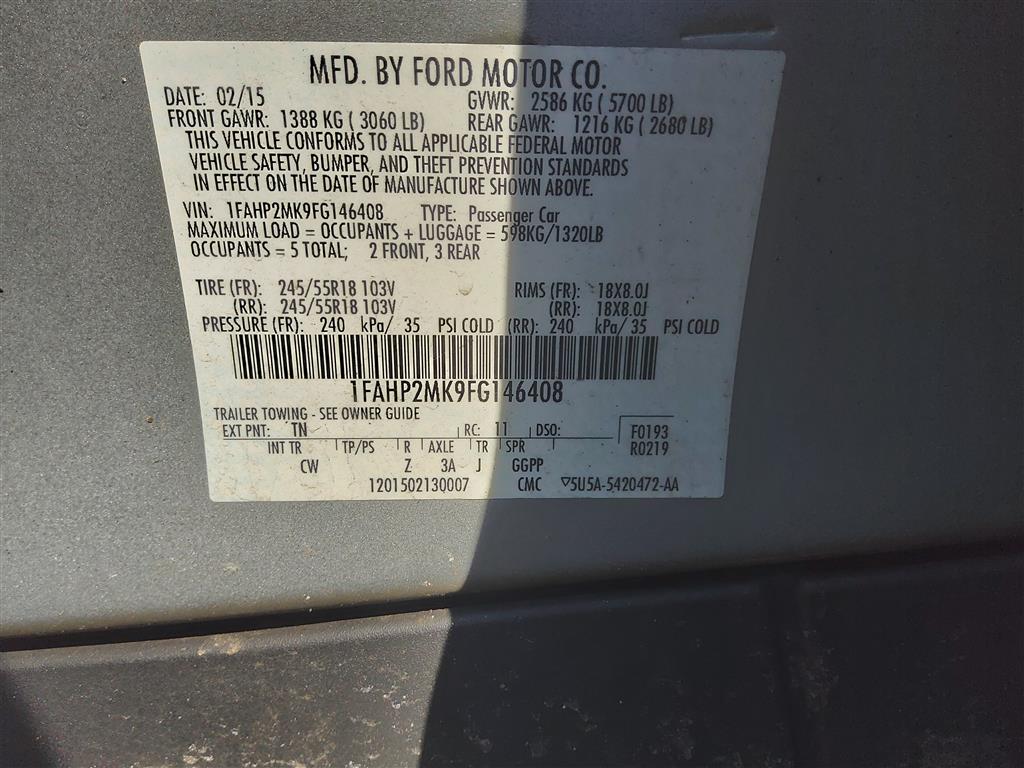 MFD. BY FORD MOTOR CO.
DATE: 02/15 GVWR: 2586 KG ( 5700 LB)
FRONT GAWR: 1388 KG ( 3060 LB) REAR GAWR: 1216 KG ( 2680 LB)
THIS VEHICLE CONFORMS TO ALL APPLICABLE FEDERAL MOTOR
VEHICLE SAFETY, BUMPER, AND THEFT PREVENTION STANDARDS
IN EFFECT ON THE DATE OF MANUFACTURE SHOWN ABOVE.
VIN: 1FAHP2MK9FG146408 TYPE: Passenger Car
MAXIMUM LOAD = OCCUPANTS + LUGGAGE = 598KG/1320LB
OCCUPANTS = 5 TOTAL; 2 FRONT, 3 REAR
TIRE (FR): 245/55R18 103V RIMS (FR): 18X8.0J
(RR): 245/55R18 103V (RR): 18X8.0J
PRESSURE (FR): 240 kPa/ 35 PSI COLD (RR): 240 kPa/ 35 PSI COLD
1FAHP2MK9FG146408
TRAILER TOWING - SEE OWNER GUIDE
EXT PNT: TN RC: 11 DSO: F0193
R0219
INT TR TP/PS R AXLE TR SPR
CW Z 3A J GGPP
1201502130007 CMC ▽5U5A-5420472-AA